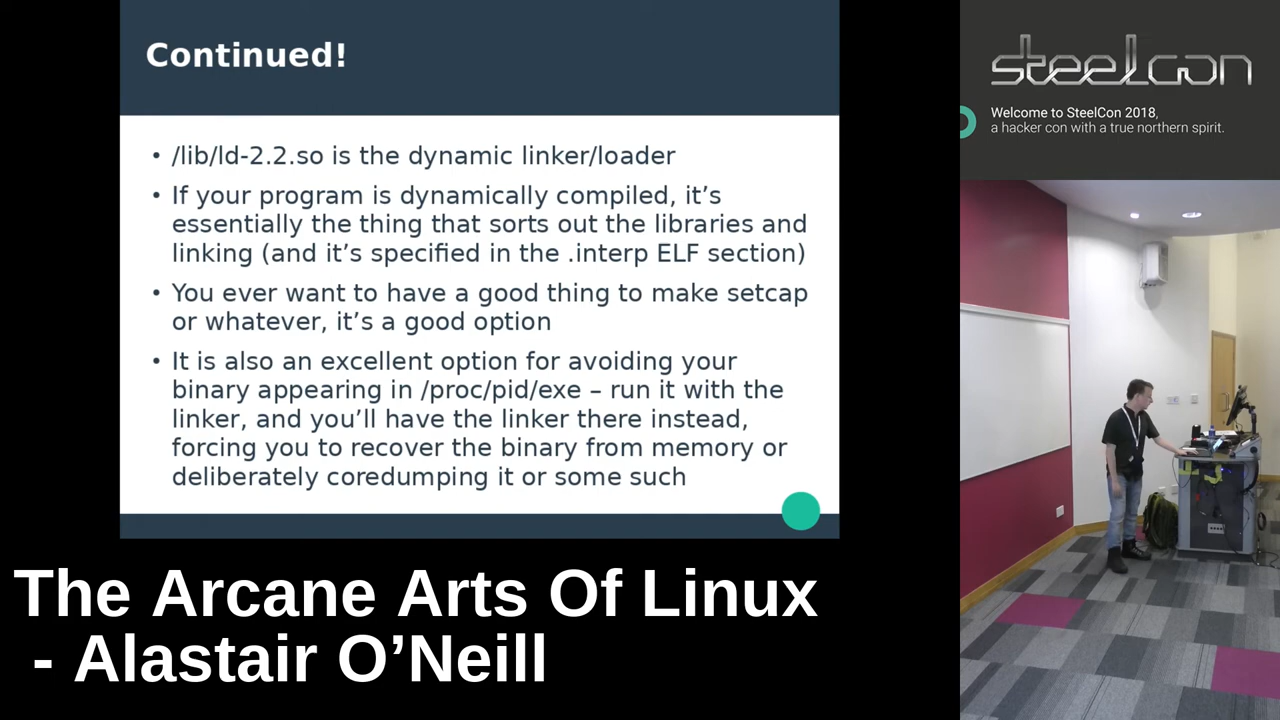 Continued!
• /lib/ld-2.2.so is the dynamic linker/loader
• If your program is dynamically compiled, it’s
essentially the thing that sorts out the libraries and
linking (and it’s specified in the .interp ELF section)
• You ever want to have a good thing to make setcap
or whatever, it’s a good option
• It is also an excellent option for avoiding your
binary appearing in /proc/pid/exe – run it with the
linker, and you’ll have the linker there instead,
forcing you to recover the binary from memory or
deliberately coredumping it or some such
The Arcane Arts Of Linux
- Alastair O’Neill
steelcon
Welcome to SteelCon 2018,
a hacker con with a true northern spirit.